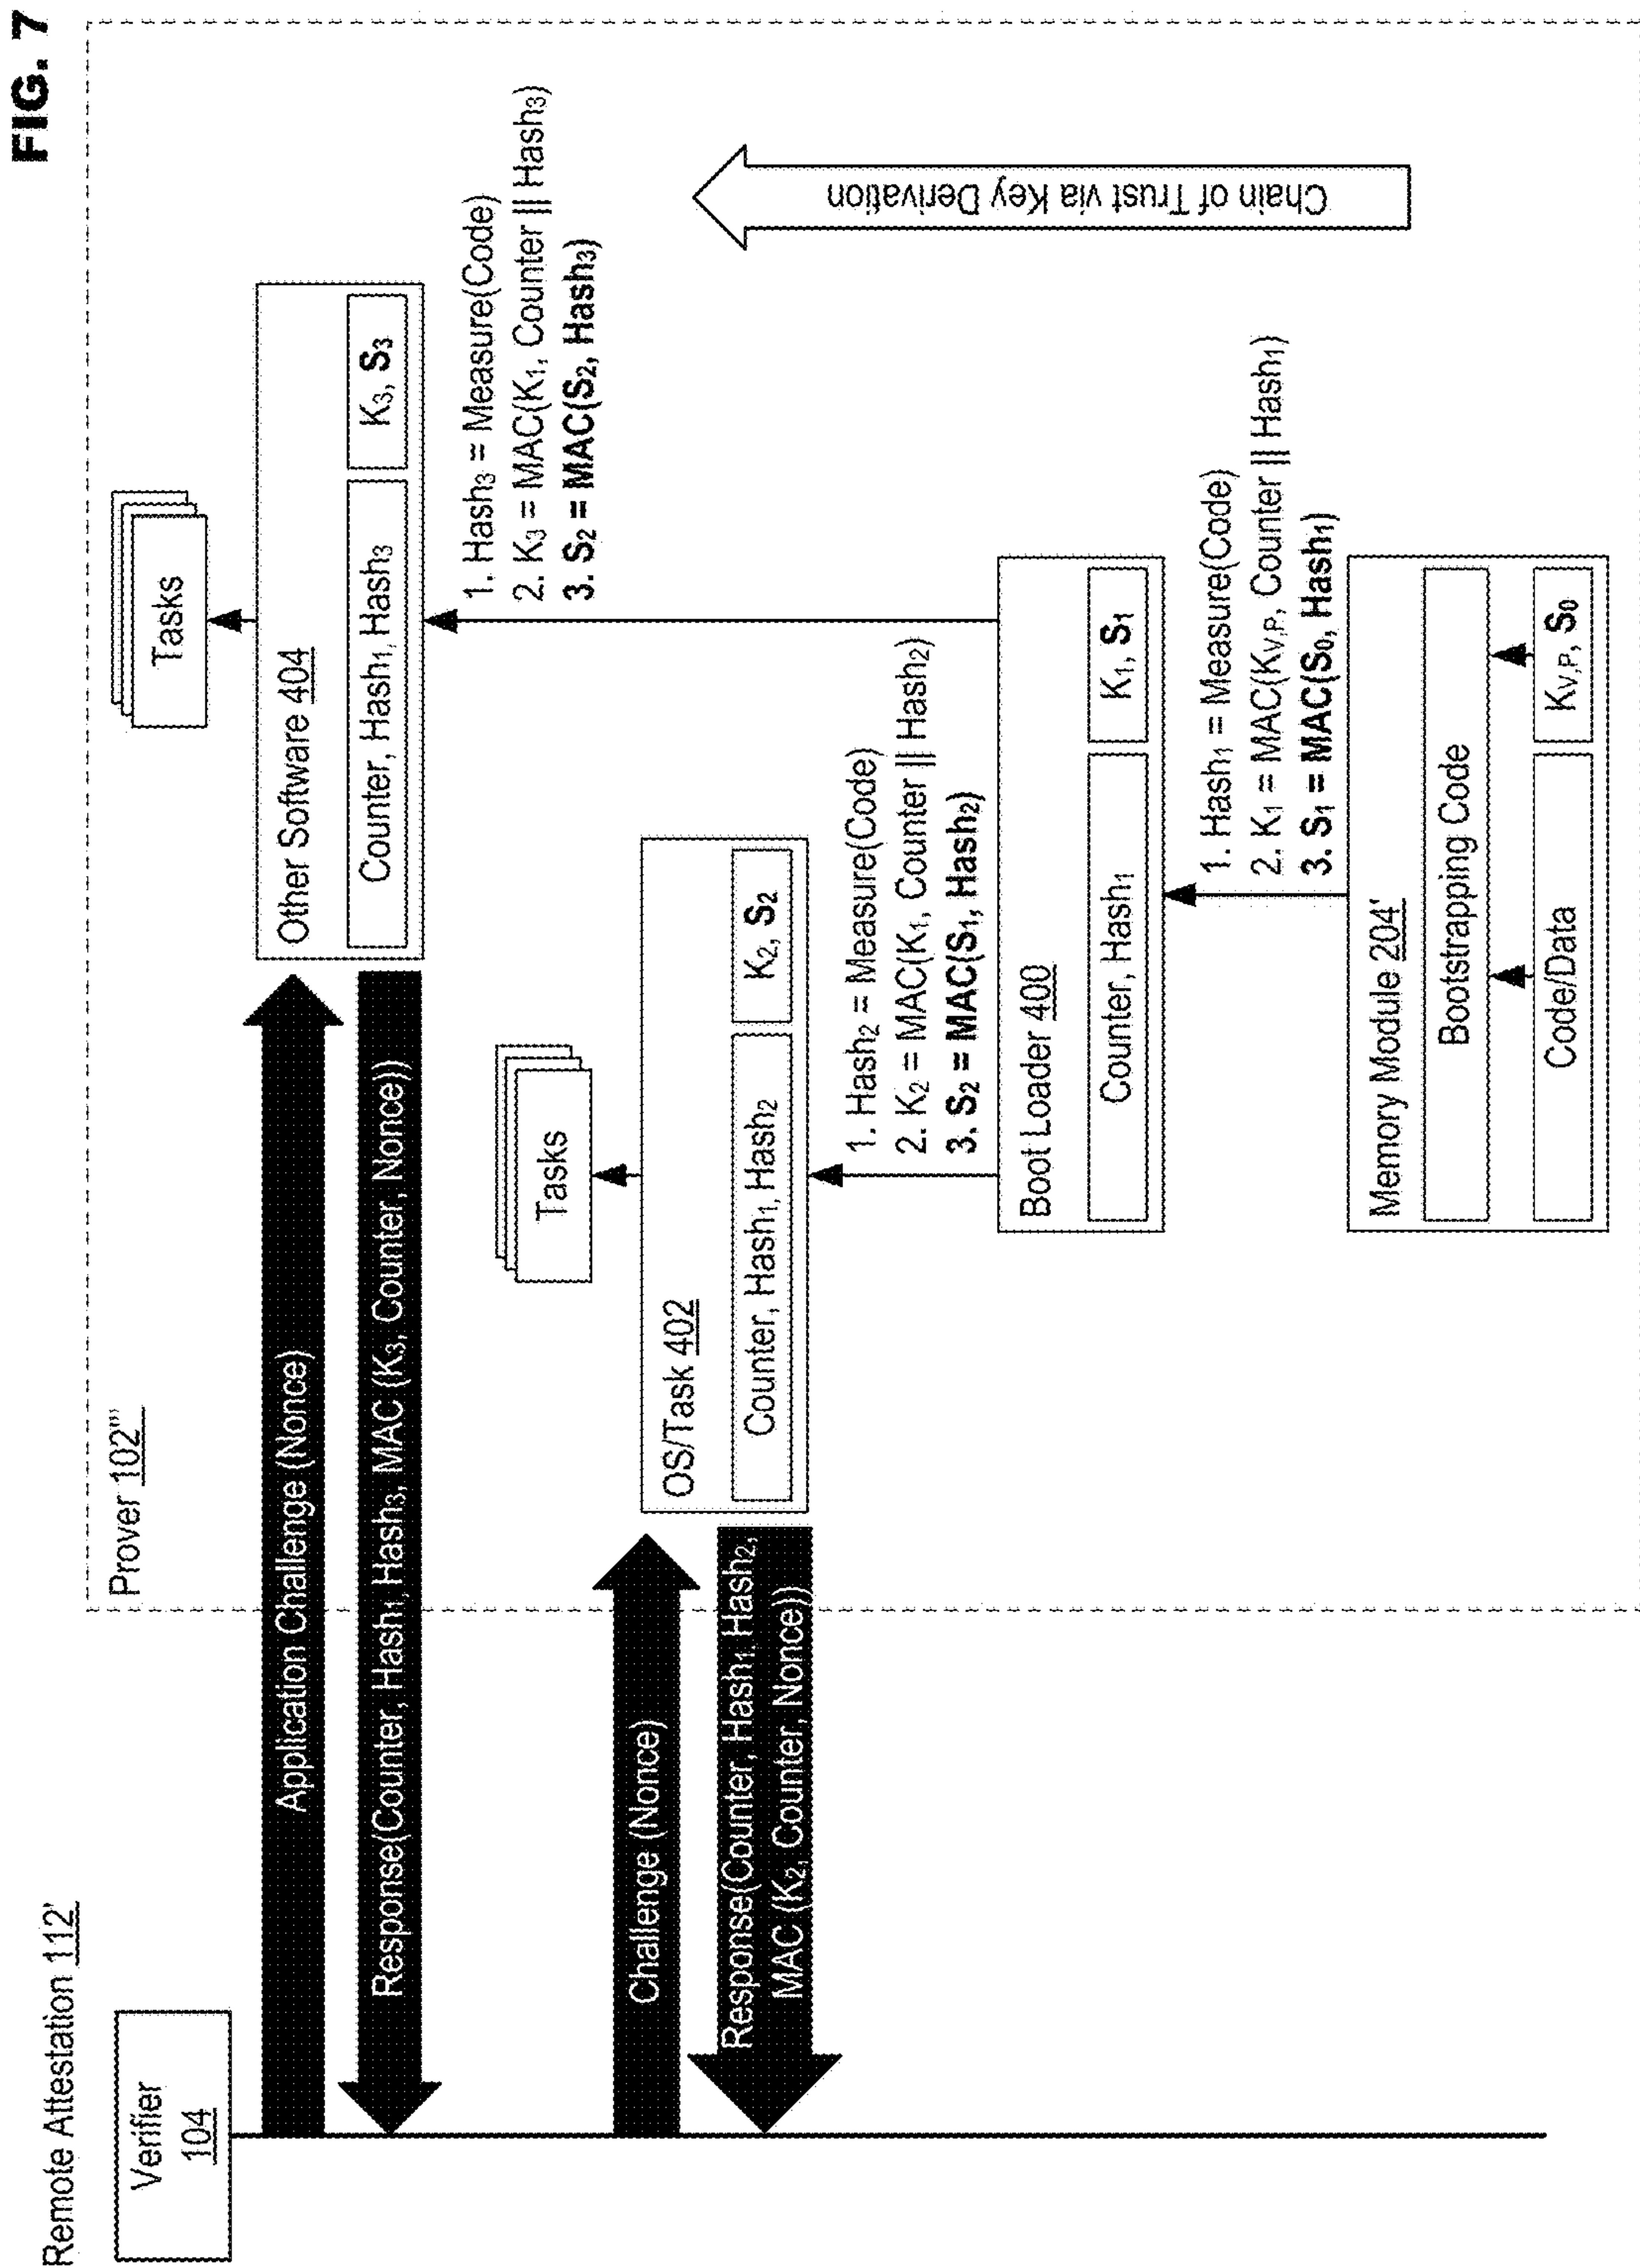 FIG. 7
Remote Attestation 112'
Verifier
104
Prover 102'''
Application Challenge (Nonce)
Response(Counter, Hash₁, Hash₃, MAC (K₃, Counter, Nonce))
Challenge (Nonce)
Response(Counter, Hash₁, Hash₂,
MAC (K₂, Counter, Nonce))
Tasks
Other Software 404
Counter, Hash₁, Hash₃
K₃, S₃
1. Hash₃ = Measure(Code)
2. K₃ = MAC(K₁, Counter || Hash₃)
3. S₂ = MAC(S₂, Hash₃)
Tasks
OS/Task 402
Counter, Hash₁, Hash₂
K₂, S₂
1. Hash₂ = Measure(Code)
2. K₂ = MAC(K₁, Counter || Hash₂)
3. S₂ = MAC(S₁, Hash₂)
Boot Loader 400
Counter, Hash₁
K₁, S₁
1. Hash₁ = Measure(Code)
2. K₁ = MAC(Kᵥ,ₚ, Counter || Hash₁)
3. S₁ = MAC(S₀, Hash₁)
Memory Module 204'
Bootstrapping Code
Code/Data
Kᵥ,ₚ, S₀
Chain of Trust via Key Derivation